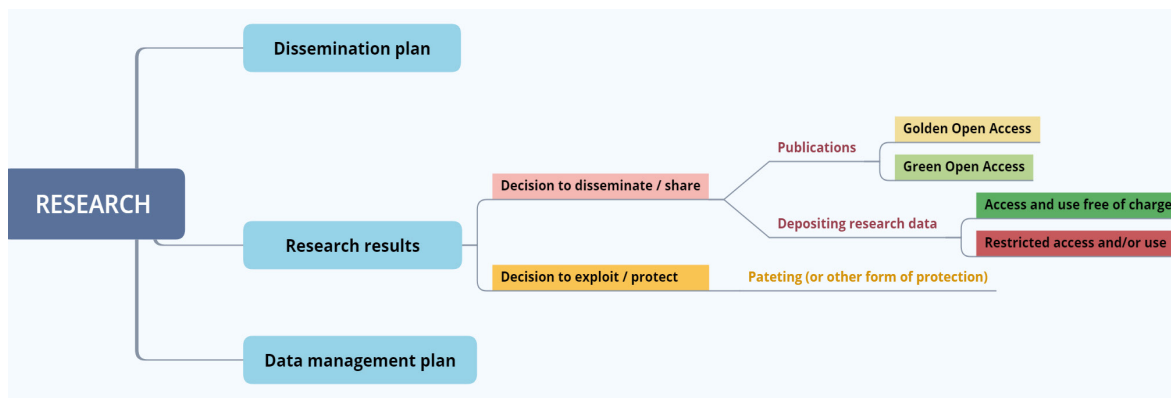 Dissemination plan
RESEARCH
Research results
Decision to disseminate / share
Publications
Golden Open Access
Green Open Access
Depositing research data
Access and use free of charge
Restricted access and/or use
Decision to exploit / protect
Pateting (or other form of protection)
Data management plan